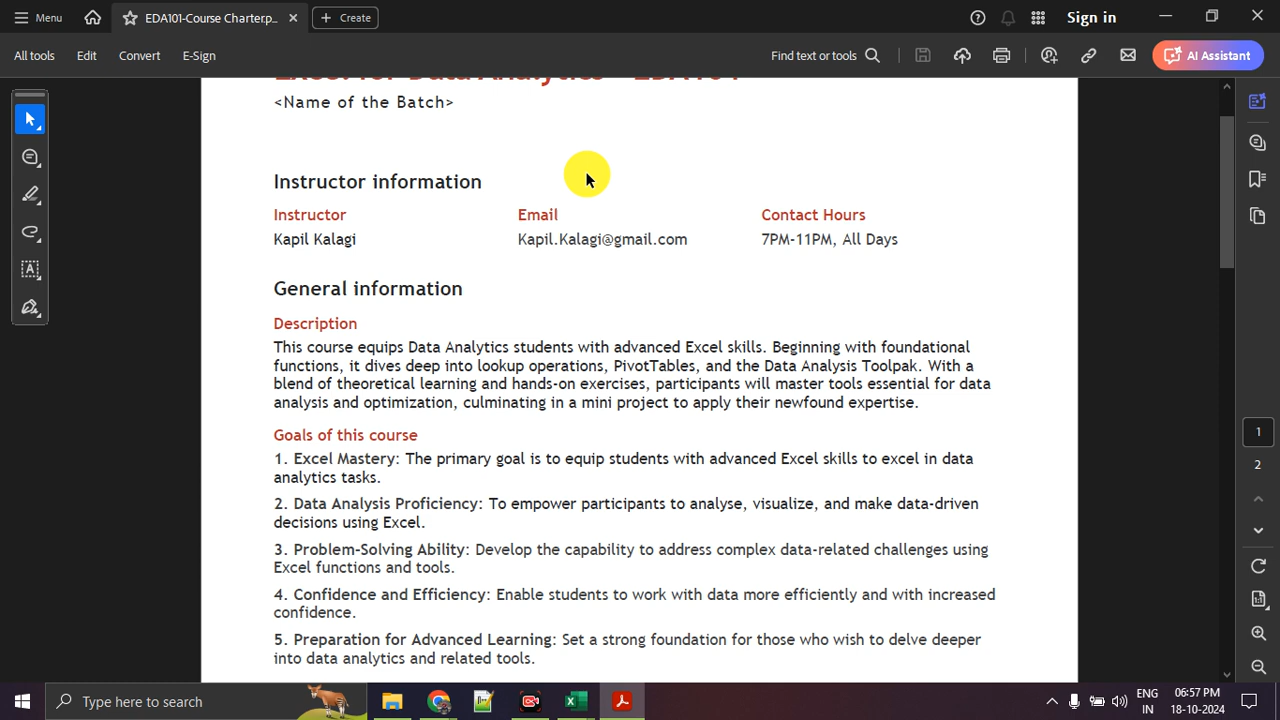 Menu
EDA101-Course Charter.p...
Create
Sign in
All tools
Edit
Convert
E-Sign
Find text or tools
AI Assistant
Excel for Data Analytics - EDA101
<Name of the Batch>
Instructor information
Instructor
Email
Contact Hours
Kapil Kalagi
Kapil.Kalagi@gmail.com
7PM-11PM, All Days
General information
Description
This course equips Data Analytics students with advanced Excel skills. Beginning with foundational
functions, it dives deep into lookup operations, PivotTables, and the Data Analysis Toolpak. With a
blend of theoretical learning and hands-on exercises, participants will master tools essential for data
analysis and optimization, culminating in a mini project to apply their newfound expertise.
Goals of this course
1. Excel Mastery: The primary goal is to equip students with advanced Excel skills to excel in data
analytics tasks.
2. Data Analysis Proficiency: To empower participants to analyse, visualize, and make data-driven
decisions using Excel.
3. Problem-Solving Ability: Develop the capability to address complex data-related challenges using
Excel functions and tools.
4. Confidence and Efficiency: Enable students to work with data more efficiently and with increased
confidence.
5. Preparation for Advanced Learning: Set a strong foundation for those who wish to delve deeper
into data analytics and related tools.
1
2
Type here to search
ENG
IN
06:57 PM
18-10-2024